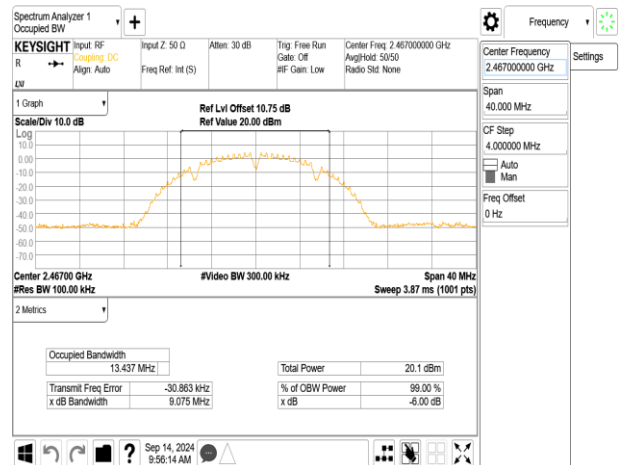 Spectrum Analyzer 1
Occupied BW
Frequency
KEYSIGHT
R
LXI
Input: RF
Coupling: DC
Align: Auto
Input Z: 50 Ω
Freq Ref: Int (S)
Atten: 30 dB
Trig: Free Run
Gate: Off
#IF Gain: Low
Center Freq: 2.467000000 GHz
Avg|Hold: 50/50
Radio Std: None
Center Frequency
2.467000000 GHz
Settings
Span
40.000 MHz
CF Step
4.000000 MHz
Auto
Man
Freq Offset
0 Hz
1 Graph
Ref Lvl Offset 10.75 dB
Scale/Div 10.0 dB
Ref Value 20.00 dBm
Log
10.0
0.00
-10.0
-20.0
-30.0
-40.0
-50.0
-60.0
-70.0
Center 2.46700 GHz
#Video BW 300.00 kHz
Span 40 MHz
#Res BW 100.00 kHz
Sweep 3.87 ms (1001 pts)
2 Metrics
Occupied Bandwidth
13.437 MHz
Total Power
20.1 dBm
Transmit Freq Error
-30.863 kHz
% of OBW Power
99.00 %
x dB Bandwidth
9.075 MHz
x dB
-6.00 dB
?
Sep 14, 2024
9:56:14 AM